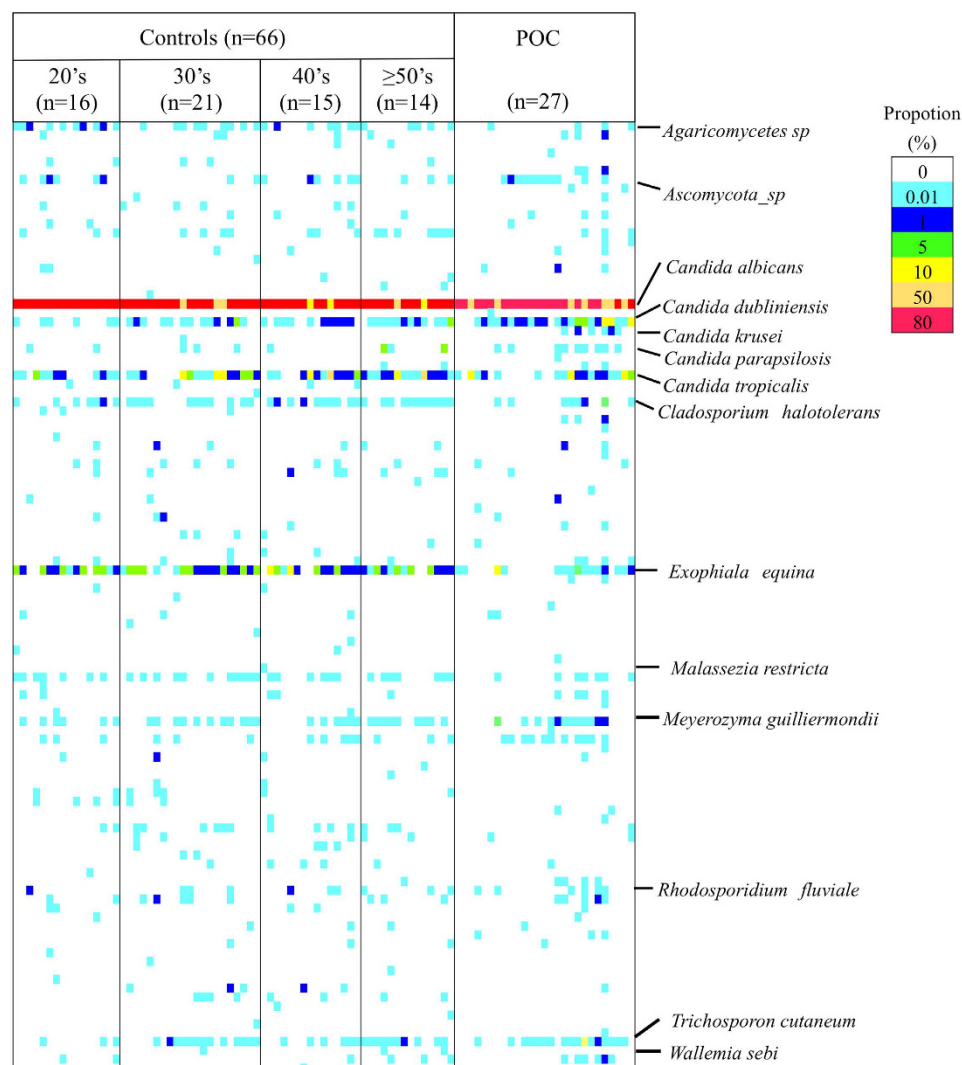 Controls (n=66)
POC
20's
30's
40's
≥50's
(n=16)
(n=21)
(n=15)
(n=14)
(n=27)
Propotion
(%)
0
0.01
1
5
10
50
80
Agaricomycetes sp
Ascomycota_sp
Candida albicans
Candida dubliniensis
Candida krusei
Candida parapsilosis
Candida tropicalis
Cladosporium halotolerans
Exophiala equina
Malassezia restricta
Meyerozyma guilliermondii
Rhodosporidium fluviale
Trichosporon cutaneum
Wallemia sebi